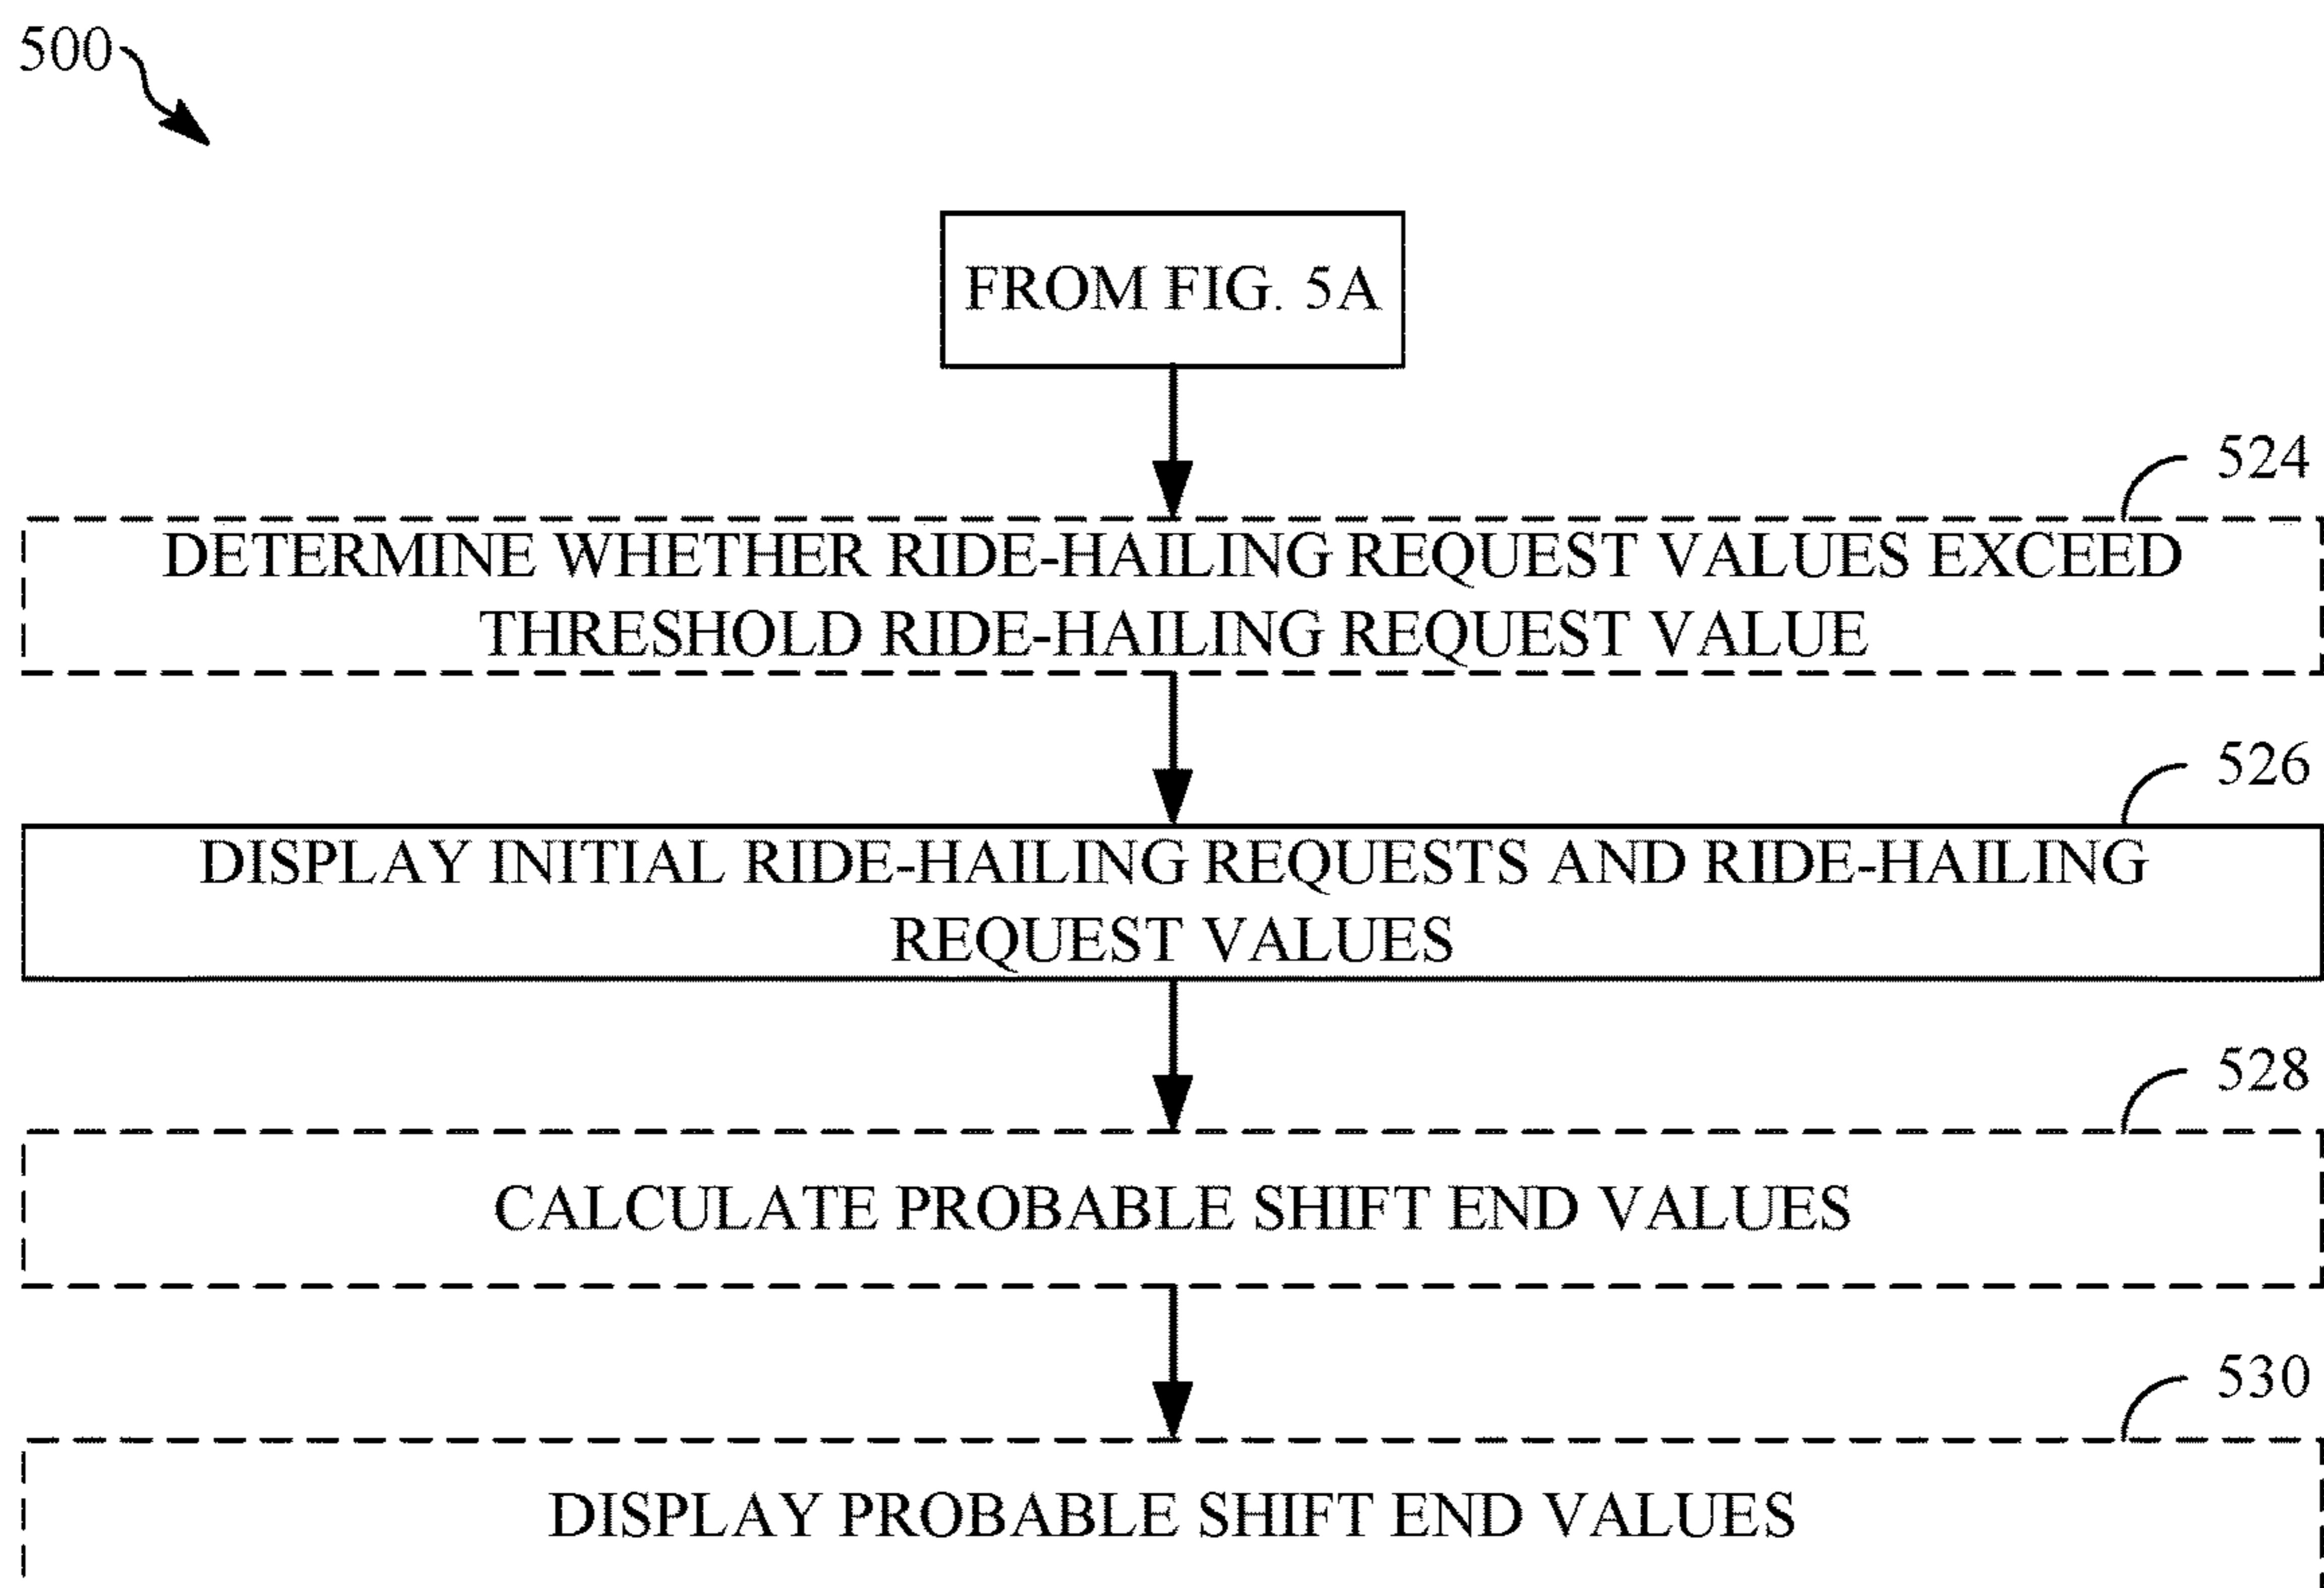 500
FROM FIG. 5A
524
DETERMINE WHETHER RIDE-HAILING REQUEST VALUES EXCEED
THRESHOLD RIDE-HAILING REQUEST VALUE
526
DISPLAY INITIAL RIDE-HAILING REQUESTS AND RIDE-HAILING
REQUEST VALUES
528
CALCULATE PROBABLE SHIFT END VALUES
530
DISPLAY PROBABLE SHIFT END VALUES